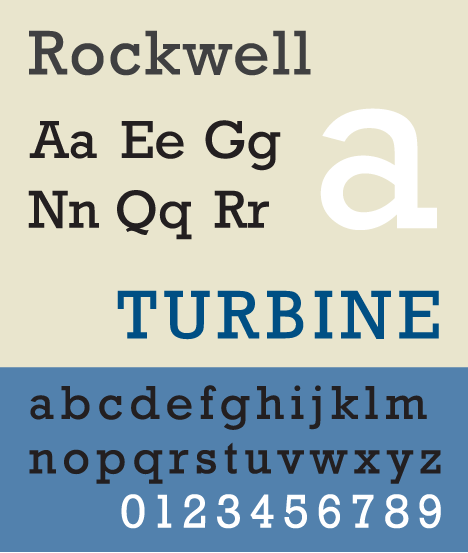 Rockwell
Aa Ee Gg
a
Nn Qq Rr
TURBINE
abcdefghijklm
nopqrstuvwxyz
0123456789